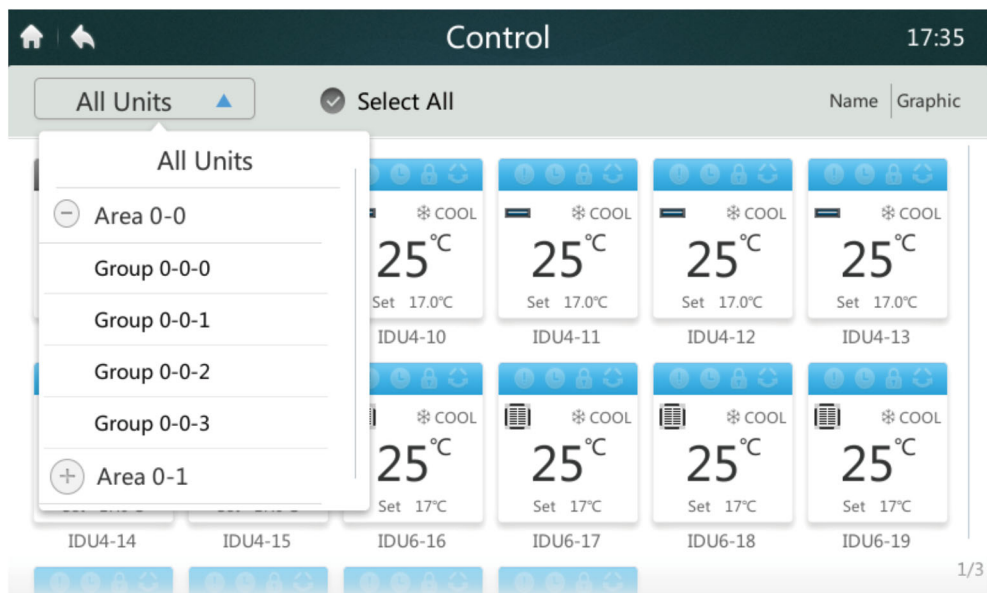 Control
17:35
All Units
Select All
Name
Graphic
All Units
Area 0-0
Group 0-0-0
Group 0-0-1
Group 0-0-2
Group 0-0-3
Area 0-1
COOL COOL COOL COOL
25°C 25°C 25°C 25°C
Set 17.0°C Set 17.0°C Set 17.0°C Set 17.0°C
IDU4-10 IDU4-11 IDU4-12 IDU4-13
COOL COOL COOL COOL
25°C 25°C 25°C 25°C
Set 17°C Set 17°C Set 17°C Set 17°C
IDU4-14 IDU4-15 IDU6-16 IDU6-17 IDU6-18 IDU6-19
1/3